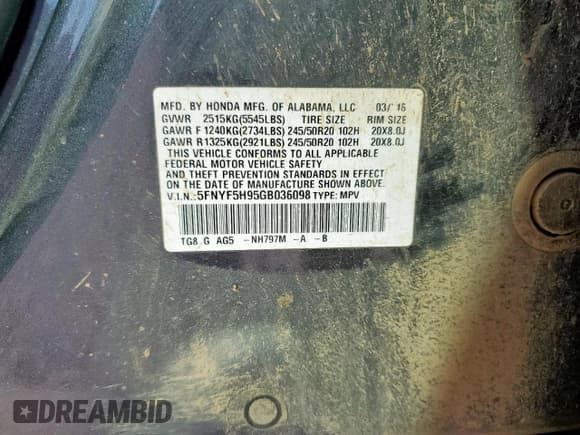 MFD. BY HONDA MFG. OF ALABAMA, LLC 03/16
GVWR 2515KG(5545LBS) TIRE SIZE RIM SIZE
GAWR F 1240KG(2734LBS) 245/50R20 102H 20X8.0J
GAWR R 1325KG(2921LBS) 245/50R20 102H 20X8.0J
THIS VEHICLE CONFORMS TO ALL APPLICABLE
FEDERAL MOTOR VEHICLE SAFETY
AND THEFT PREVENTION STANDARDS IN EFFECT
ON THE DATE OF MANUFACTURE SHOWN ABOVE.
V.I.N.: 5FNYF5H95GB036098 TYPE: MPV
TG8 G AG5 -NH797M -A -B
DREAMBID